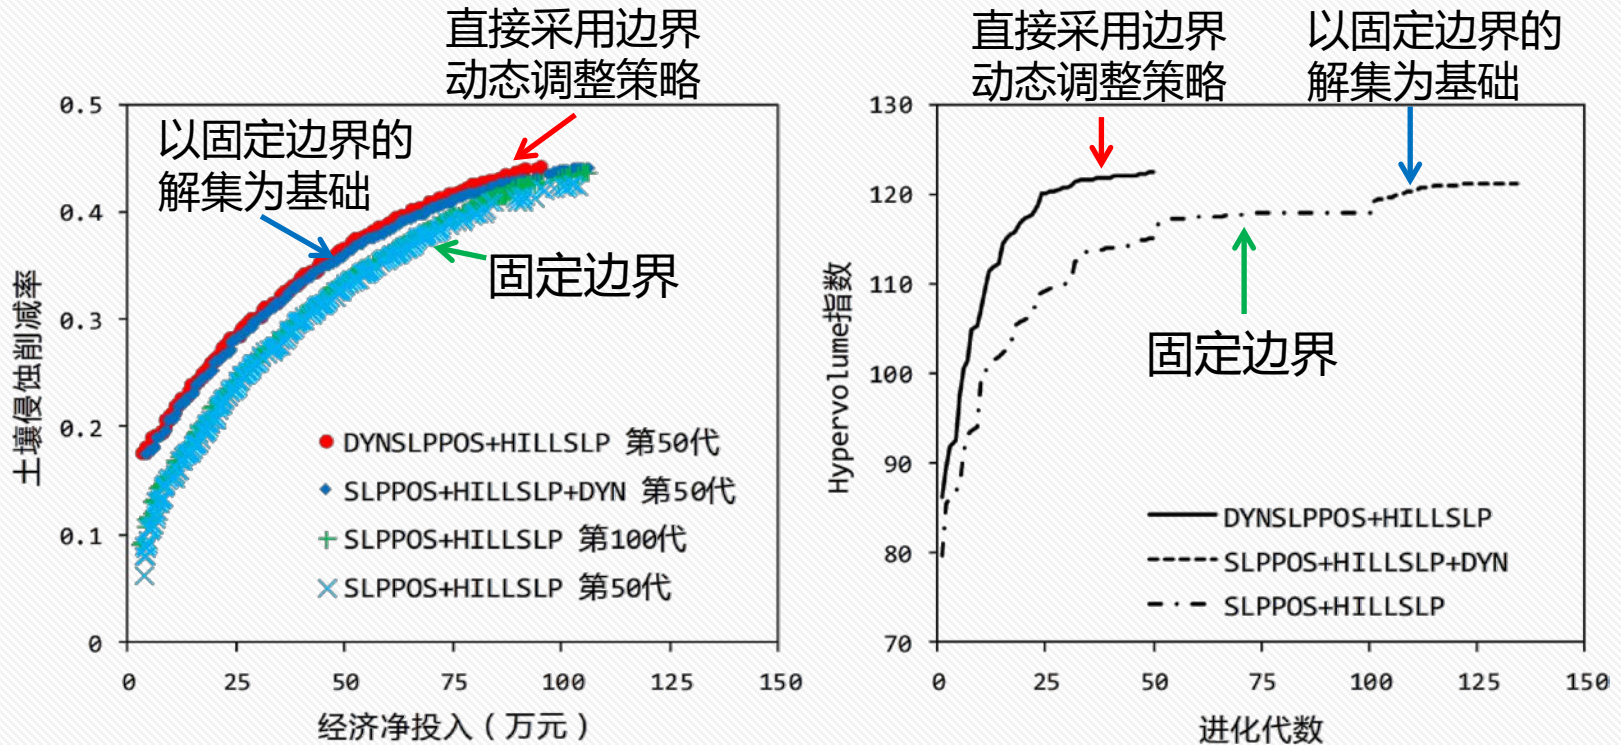 直接采用边界
动态调整策略
以固定边界的
解集为基础
固定边界
0.5
0.4
0.3
0.2
0.1
0
土壤侵蚀削减率
DYNSLPPOS+HILLSLP 第50代
SLPPOS+HILLSLP+DYN 第50代
SLPPOS+HILLSLP 第100代
SLPPOS+HILLSLP 第50代
0 25 50 75 100 125 150
经济净投入（万元）
直接采用边界
动态调整策略
以固定边界的
解集为基础
固定边界
130
120
110
100
90
80
70
Hypervolume指数
DYNSLPPOS+HILLSLP
SLPPOS+HILLSLP+DYN
SLPPOS+HILLSLP
0 25 50 75 100 125 150
进化代数